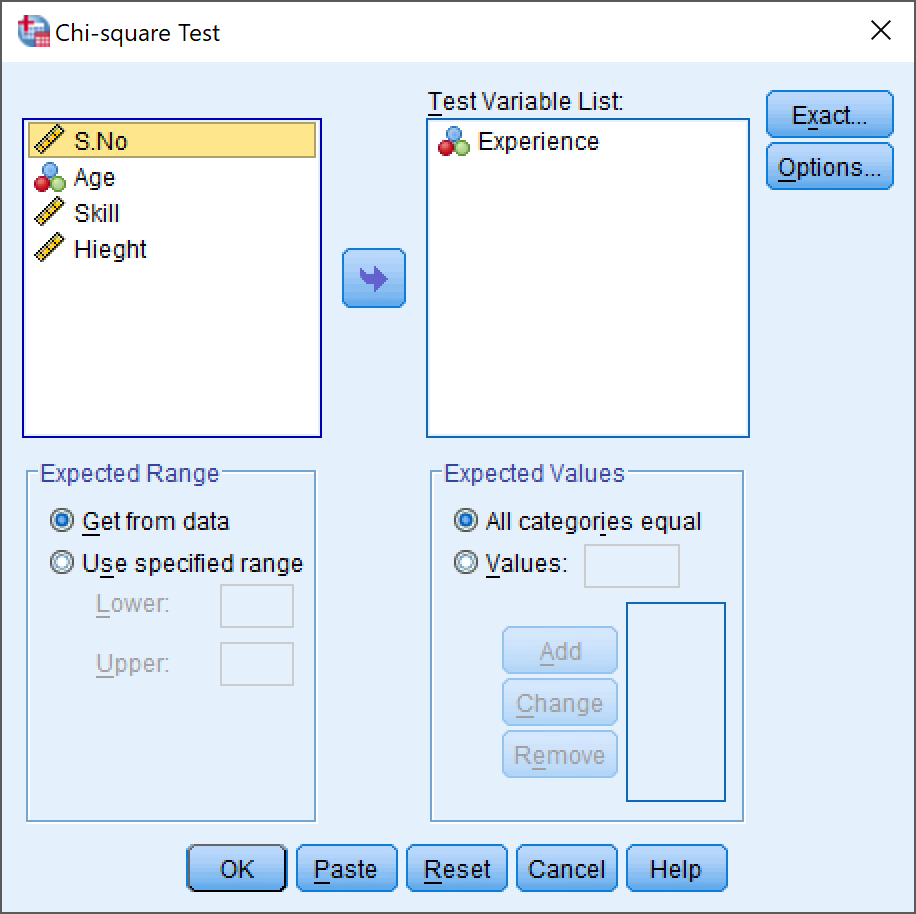 Chi-square Test
Test Variable List:
S.No
Age
Skill
Hieght
Experience
Exact...
Options...
Expected Range
Get from data
Use specified range
Lower:
Upper:
Expected Values
All categories equal
Values:
Add
Change
Remove
OK
Paste
Reset
Cancel
Help